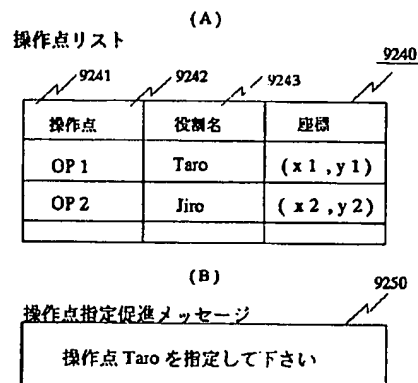 (A)
操作点リスト
9241 9242 9243 9240
操作点 役割名 座標
OP 1 Taro (x1,y1)
OP 2 Jiro (x2,y2)
(B)
9250
操作点指定促進メッセージ
操作点 Taro を指定して下さい